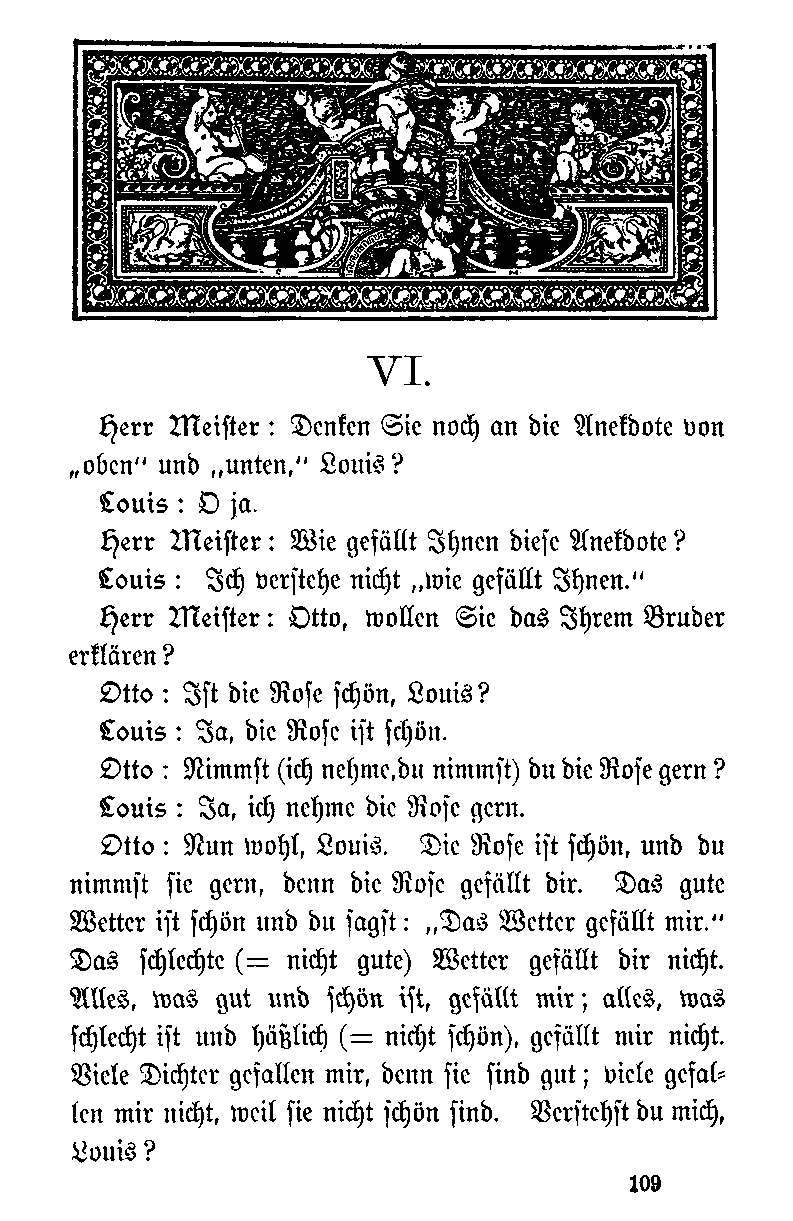 VI.
Herr Meister: Denken Sie noch an die Anekdote von
„oben" und „unten," Louis?
Louis: O ja.
Herr Meister: Wie gefällt Ihnen diese Anekdote?
Louis: Ich verstehe nicht „wie gefällt Ihnen."
Herr Meister: Otto, wollen Sie das Ihrem Bruder
erklären?
Otto: Ist die Rose schön, Louis?
Louis: Ja, die Rose ist schön.
Otto: Nimmst (ich nehme, du nimmst) du die Rose gern?
Louis: Ja, ich nehme die Rose gern.
Otto: Nun wohl, Louis. Die Rose ist schön, und du
nimmst sie gern, denn die Rose gefällt dir. Das gute
Wetter ist schön und du sagst: „Das Wetter gefällt mir."
Das schlechte (= nicht gute) Wetter gefällt dir nicht.
Alles, was gut und schön ist, gefällt mir; alles, was
schlecht ist und häßlich (= nicht schön), gefällt mir nicht.
Viele Dichter gefallen mir, denn sie sind gut; viele gefal-
len mir nicht, weil sie nicht schön sind. Verstehst du mich,
Louis?
109